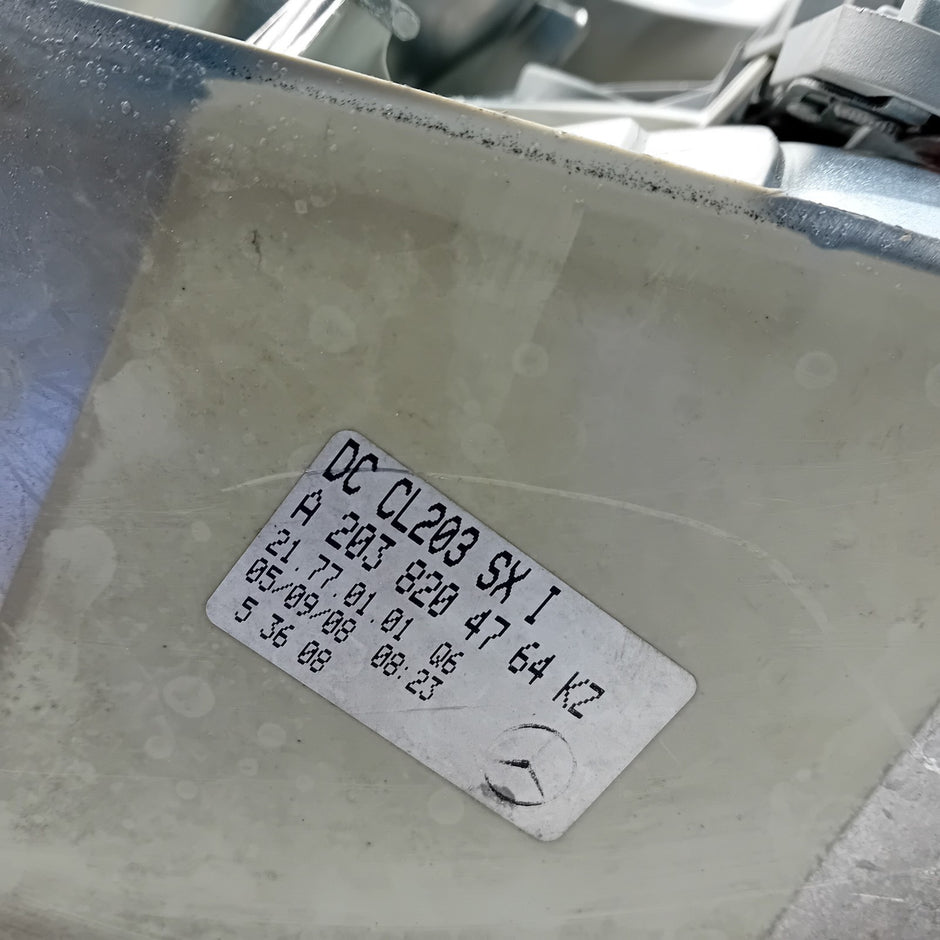 DC CL203 SX I
A 203 820 47 64 KZ
21.77.01.01 Q6
05/09/08 08:23
5 36 08